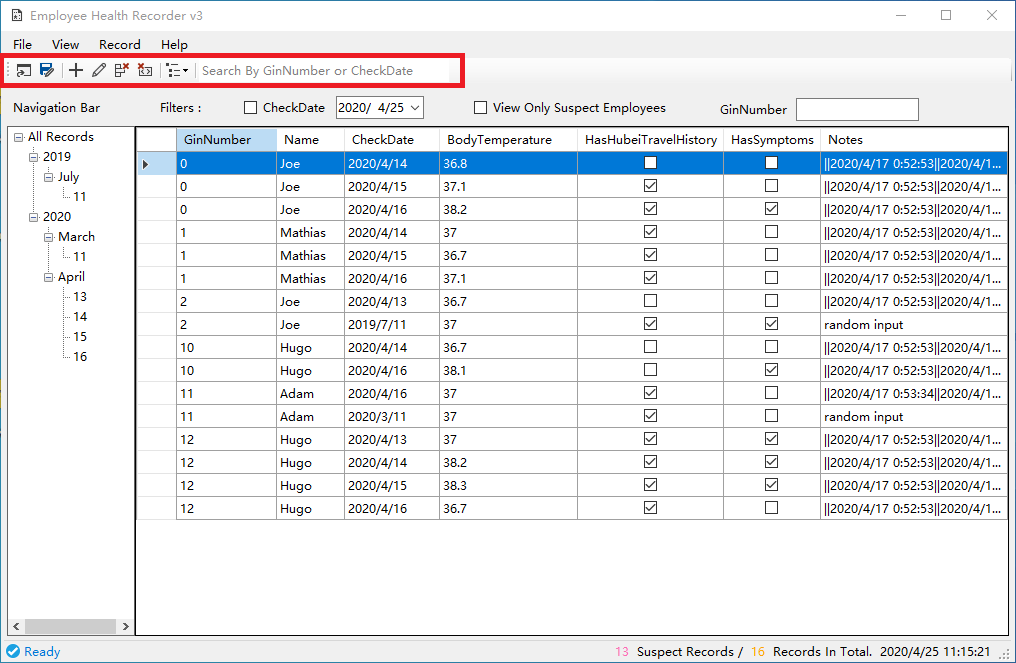 Employee Health Recorder v3
File View Record Help
Search By GinNumber or CheckDate
Navigation Bar Filters : CheckDate 2020/ 4/25 View Only Suspect Employees GinNumber
All Records
2019
July
11
2020
March
11
April
13
14
15
16
GinNumber Name CheckDate BodyTemperature HasHubeiTravelHistory HasSymptoms Notes
0 Joe 2020/4/14 36.8 ||2020/4/17 0:52:53||2020/4/1...
0 Joe 2020/4/15 37.1 ||2020/4/17 0:52:53||2020/4/1...
0 Joe 2020/4/16 38.2 ||2020/4/17 0:52:53||2020/4/1...
1 Mathias 2020/4/14 37 ||2020/4/17 0:52:53||2020/4/1...
1 Mathias 2020/4/15 36.7 ||2020/4/17 0:52:53||2020/4/1...
1 Mathias 2020/4/16 37.1 ||2020/4/17 0:52:53||2020/4/1...
2 Joe 2020/4/13 36.7 ||2020/4/17 0:52:53||2020/4/1...
2 Joe 2019/7/11 37 random input
10 Hugo 2020/4/14 36.7 ||2020/4/17 0:52:53||2020/4/1...
10 Hugo 2020/4/16 38.1 ||2020/4/17 0:52:53||2020/4/1...
11 Adam 2020/4/16 37 ||2020/4/17 0:53:34||2020/4/1...
11 Adam 2020/3/11 37 random input
12 Hugo 2020/4/13 37 ||2020/4/17 0:52:53||2020/4/1...
12 Hugo 2020/4/14 38.2 ||2020/4/17 0:52:53||2020/4/1...
12 Hugo 2020/4/15 38.3 ||2020/4/17 0:52:53||2020/4/1...
12 Hugo 2020/4/16 36.7 ||2020/4/17 0:52:53||2020/4/1...
Ready 13 Suspect Records / 16 Records In Total. 2020/4/25 11:15:21